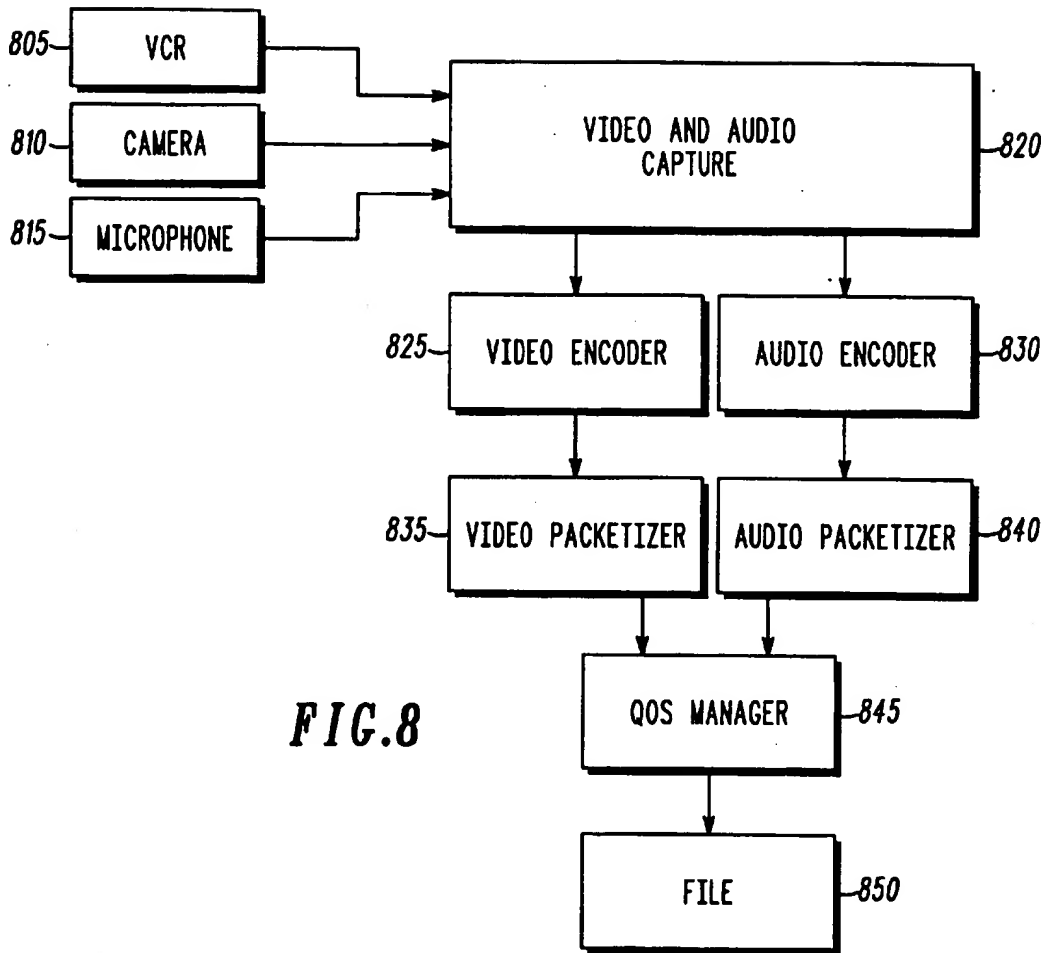 805
VCR
810
CAMERA
815
MICROPHONE
VIDEO AND AUDIO
CAPTURE
820
825
VIDEO ENCODER
AUDIO ENCODER
830
835
VIDEO PACKETIZER
AUDIO PACKETIZER
840
QOS MANAGER
845
FIG.8
FILE
850